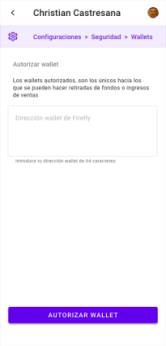 Christian Castresana
Configuraciones > Seguridad > Wallets
Autorizar wallet
Los wallets autorizados, son los únicos hacia los
que se pueden hacer retiradas de fondos o ingresos
de ventas
Dirección wallet de Firefly
Introduce tu dirección wallet de 64 caracteres
AUTORIZAR WALLET